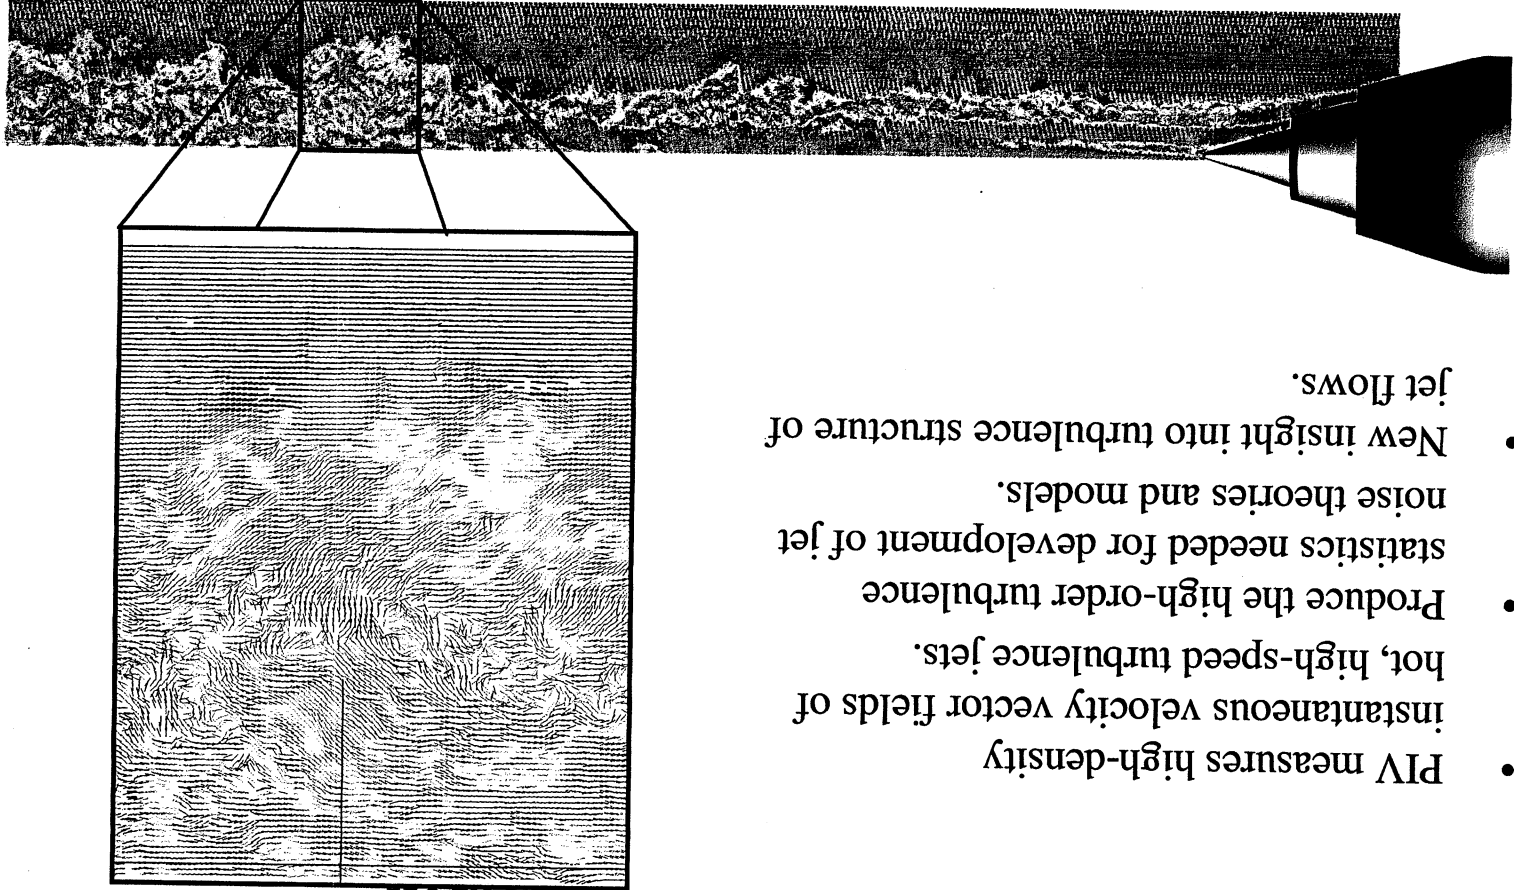 • PIV measures high-density
instantaneous velocity vector fields of
hot, high-speed turbulence jets.
• Produce the high-order turbulence
statistics needed for development of jet
noise theories and models.
• New insight into turbulence structure of
jet flows.